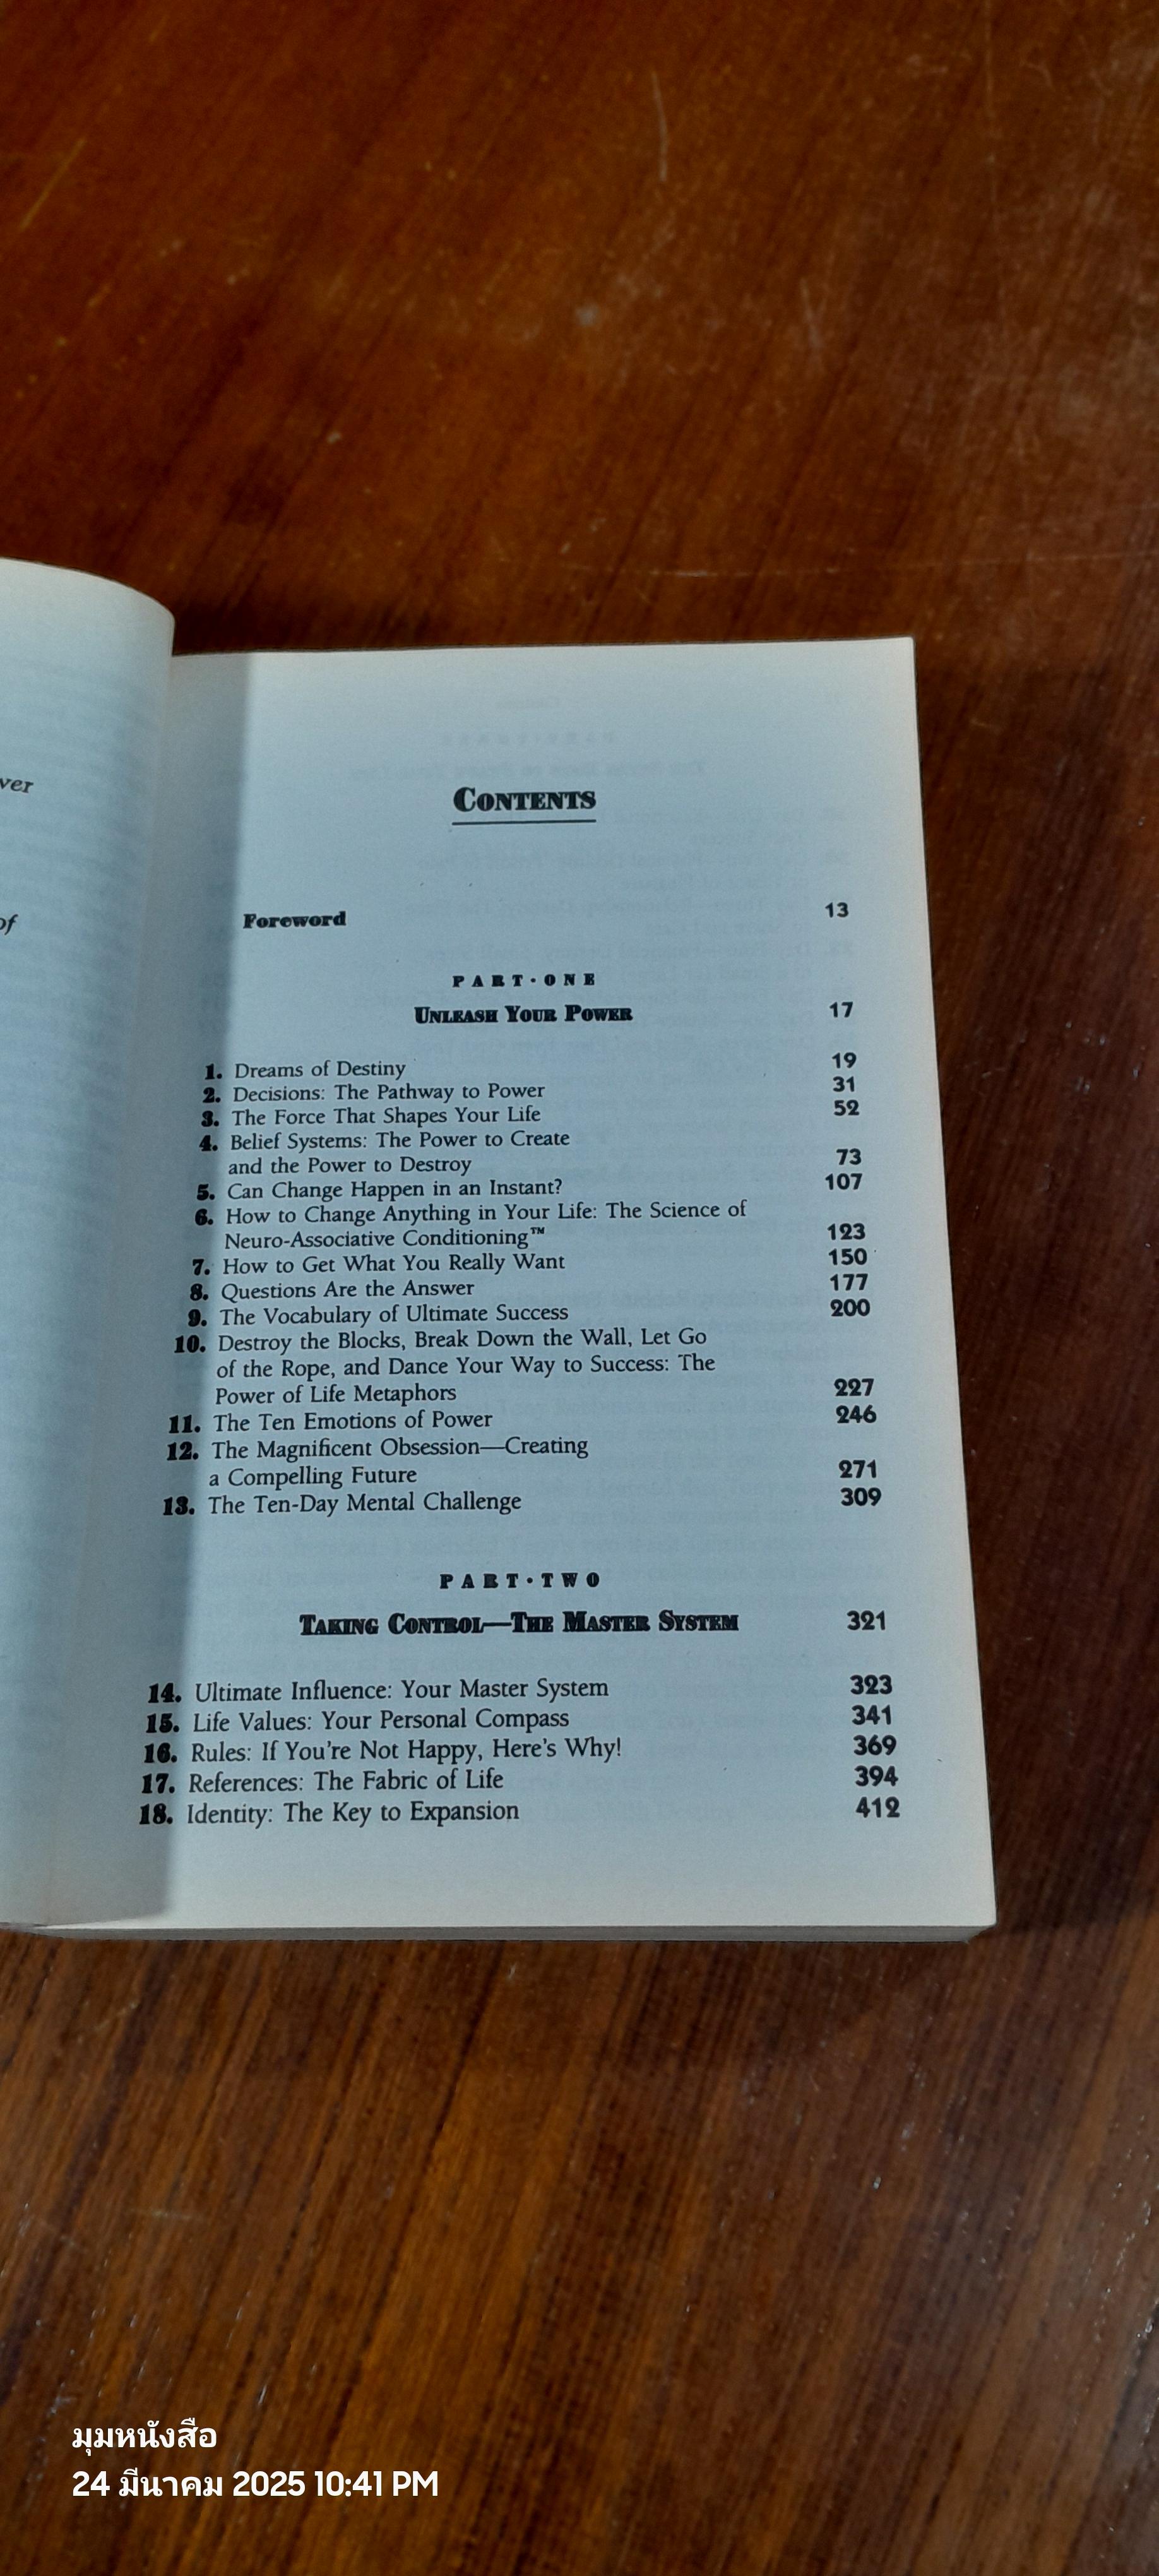 ver
of
CONTENTS
Foreword 13
PART·ONE
UNLEASH YOUR POWER 17
1. Dreams of Destiny 19
2. Decisions: The Pathway to Power 31
3. The Force That Shapes Your Life 52
4. Belief Systems: The Power to Create
and the Power to Destroy 73
5. Can Change Happen in an Instant? 107
6. How to Change Anything in Your Life: The Science of
Neuro-Associative Conditioning™ 123
7. How to Get What You Really Want 150
8. Questions Are the Answer 177
9. The Vocabulary of Ultimate Success 200
10. Destroy the Blocks, Break Down the Wall, Let Go
of the Rope, and Dance Your Way to Success: The
Power of Life Metaphors 227
11. The Ten Emotions of Power 246
12. The Magnificent Obsession—Creating
a Compelling Future 271
13. The Ten-Day Mental Challenge 309
PART·TWO
TAKING CONTROL—THE MASTER SYSTEM 321
14. Ultimate Influence: Your Master System 323
15. Life Values: Your Personal Compass 341
16. Rules: If You're Not Happy, Here's Why! 369
17. References: The Fabric of Life 394
18. Identity: The Key to Expansion 412
มุมหนังสือ
24 มีนาคม 2025 10:41 PM